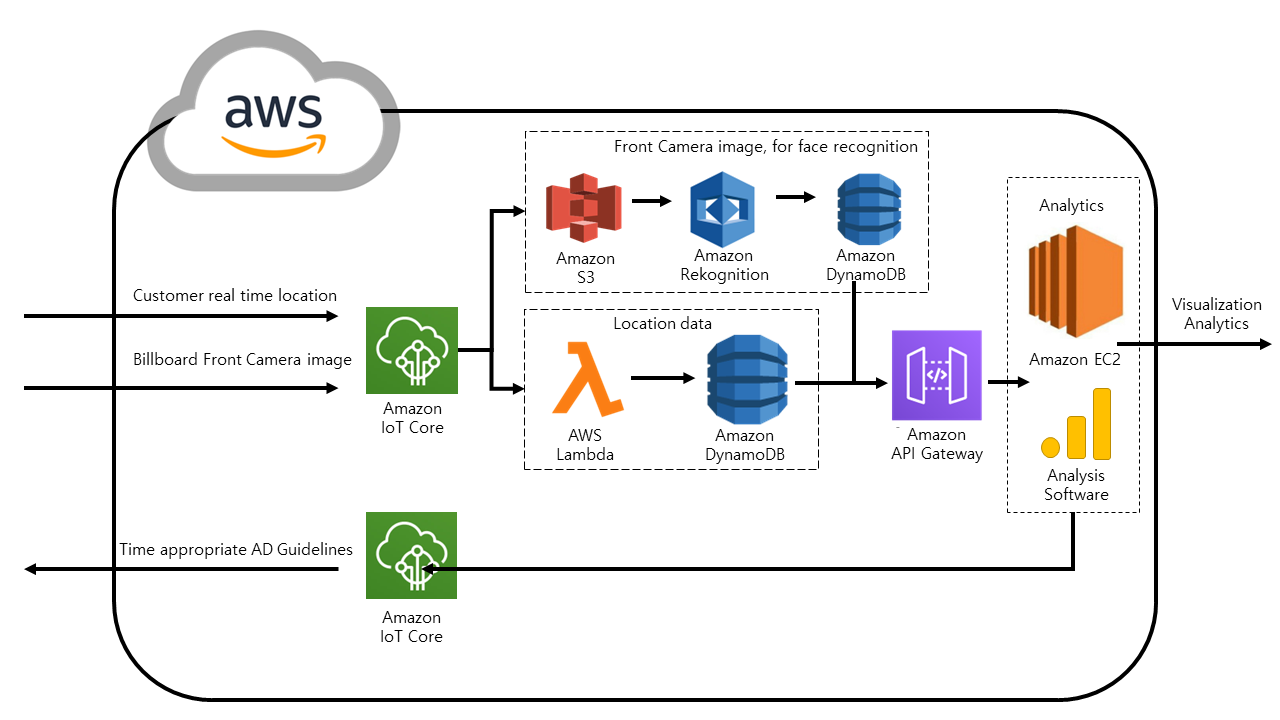 aws
Front Camera image, for face recognition
Amazon
S3
Amazon
Rekognition
Amazon
DynamoDB
Analytics
Customer real time location
Billboard Front Camera image
Amazon
IoT Core
Location data
AWS
Lambda
Amazon
DynamoDB
Amazon
API Gateway
Amazon EC2
Analysis
Software
Visualization
Analytics
Time appropriate AD Guidelines
Amazon
IoT Core